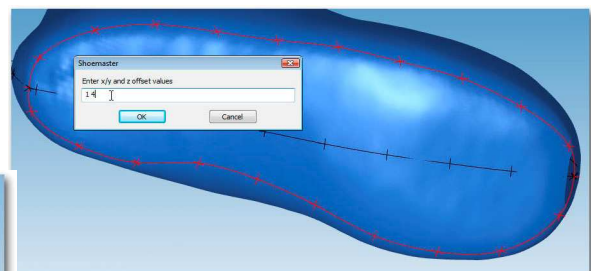 Shoemaster
Enter x/y and z offset values
1 4
OK
Cancel